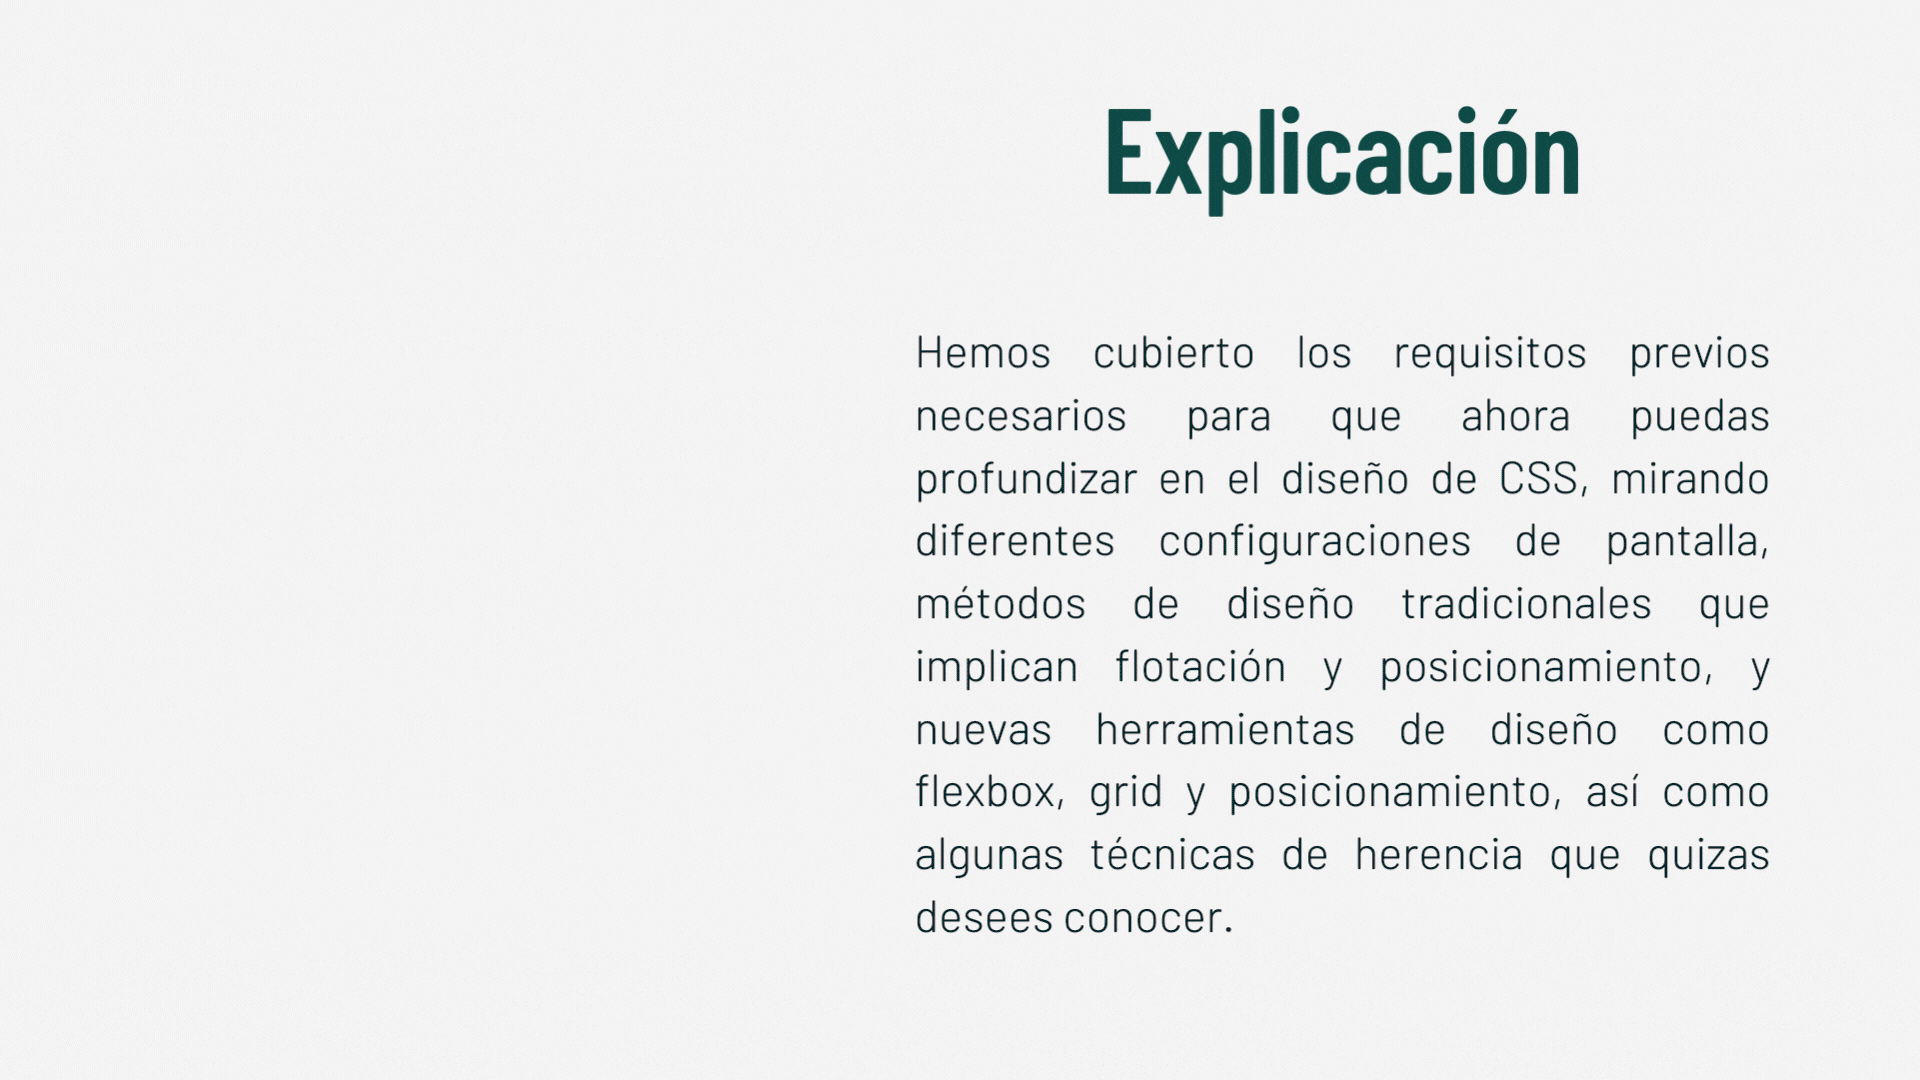 Explicación
Hemos cubierto los requisitos previos
necesarios para que ahora puedas
profundizar en el diseño de CSS, mirando
diferentes configuraciones de pantalla,
métodos de diseño tradicionales que
implican flotación y posicionamiento, y
nuevas herramientas de diseño como
flexbox, grid y posicionamiento, así como
algunas técnicas de herencia que quizas
desees conocer.